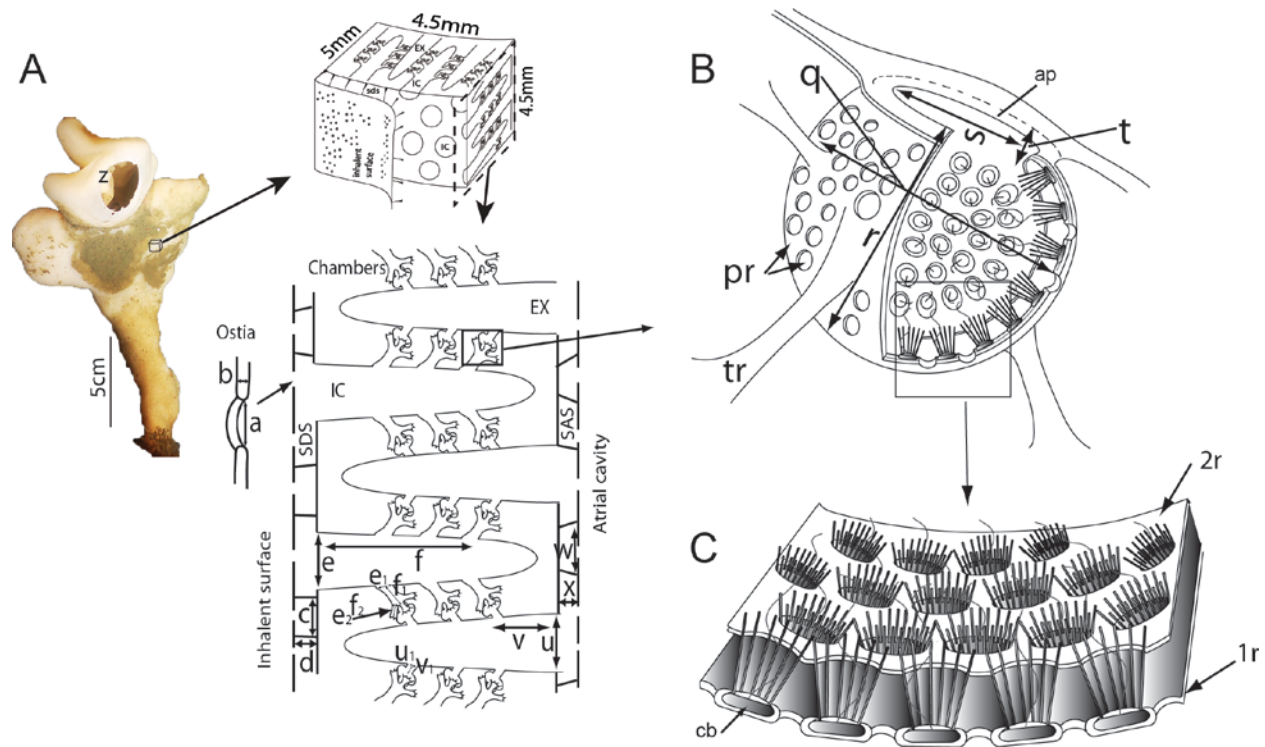 A
5mm
4.5mm
4.5mm
EX
IC
sds
IC
inhalent
surface
z
5cm
Ostia
b
a
Chambers
EX
IC
SDS
SAS
Inhalent surface
Atrial cavity
e
f
w
x
e1
f1
e2
f2
c
d
v
u
u1
v1
B
q
ap
s
t
r
pr
tr
C
2r
1r
cb